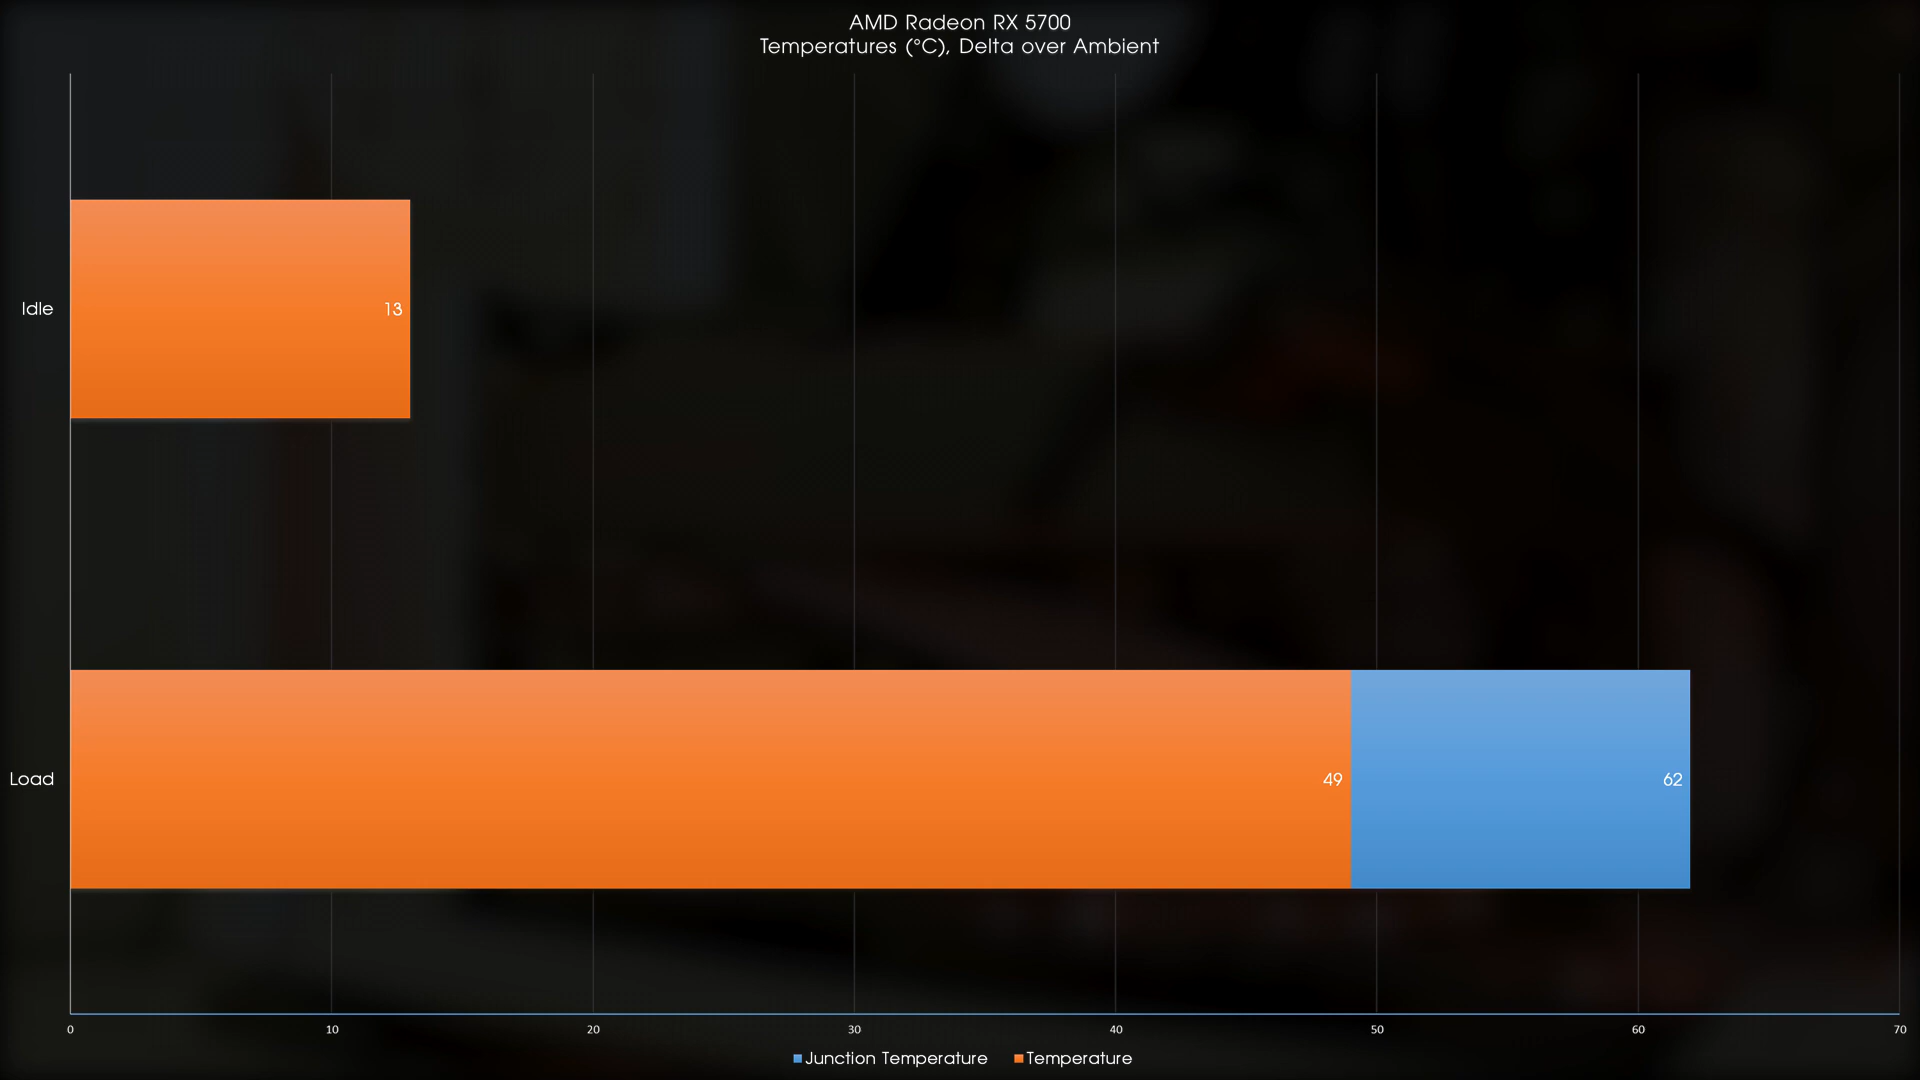 AMD Radeon RX 5700
Temperatures (°C), Delta over Ambient
Idle
13
Load
49
62
0 10 20 30 40 50 60 70
Junction Temperature Temperature